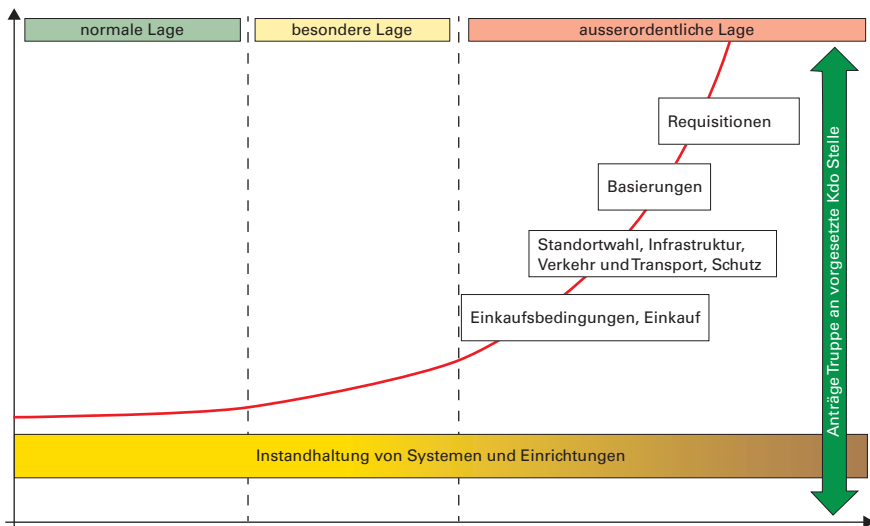 normale Lage
besondere Lage
ausserordentliche Lage
Requisitionen
Basierungen
Standortwahl, Infrastruktur,
Verkehr und Transport, Schutz
Einkaufsbedingungen, Einkauf
Anträge Truppe an vorgesetzte Kdo Stelle
Instandhaltung von Systemen und Einrichtungen